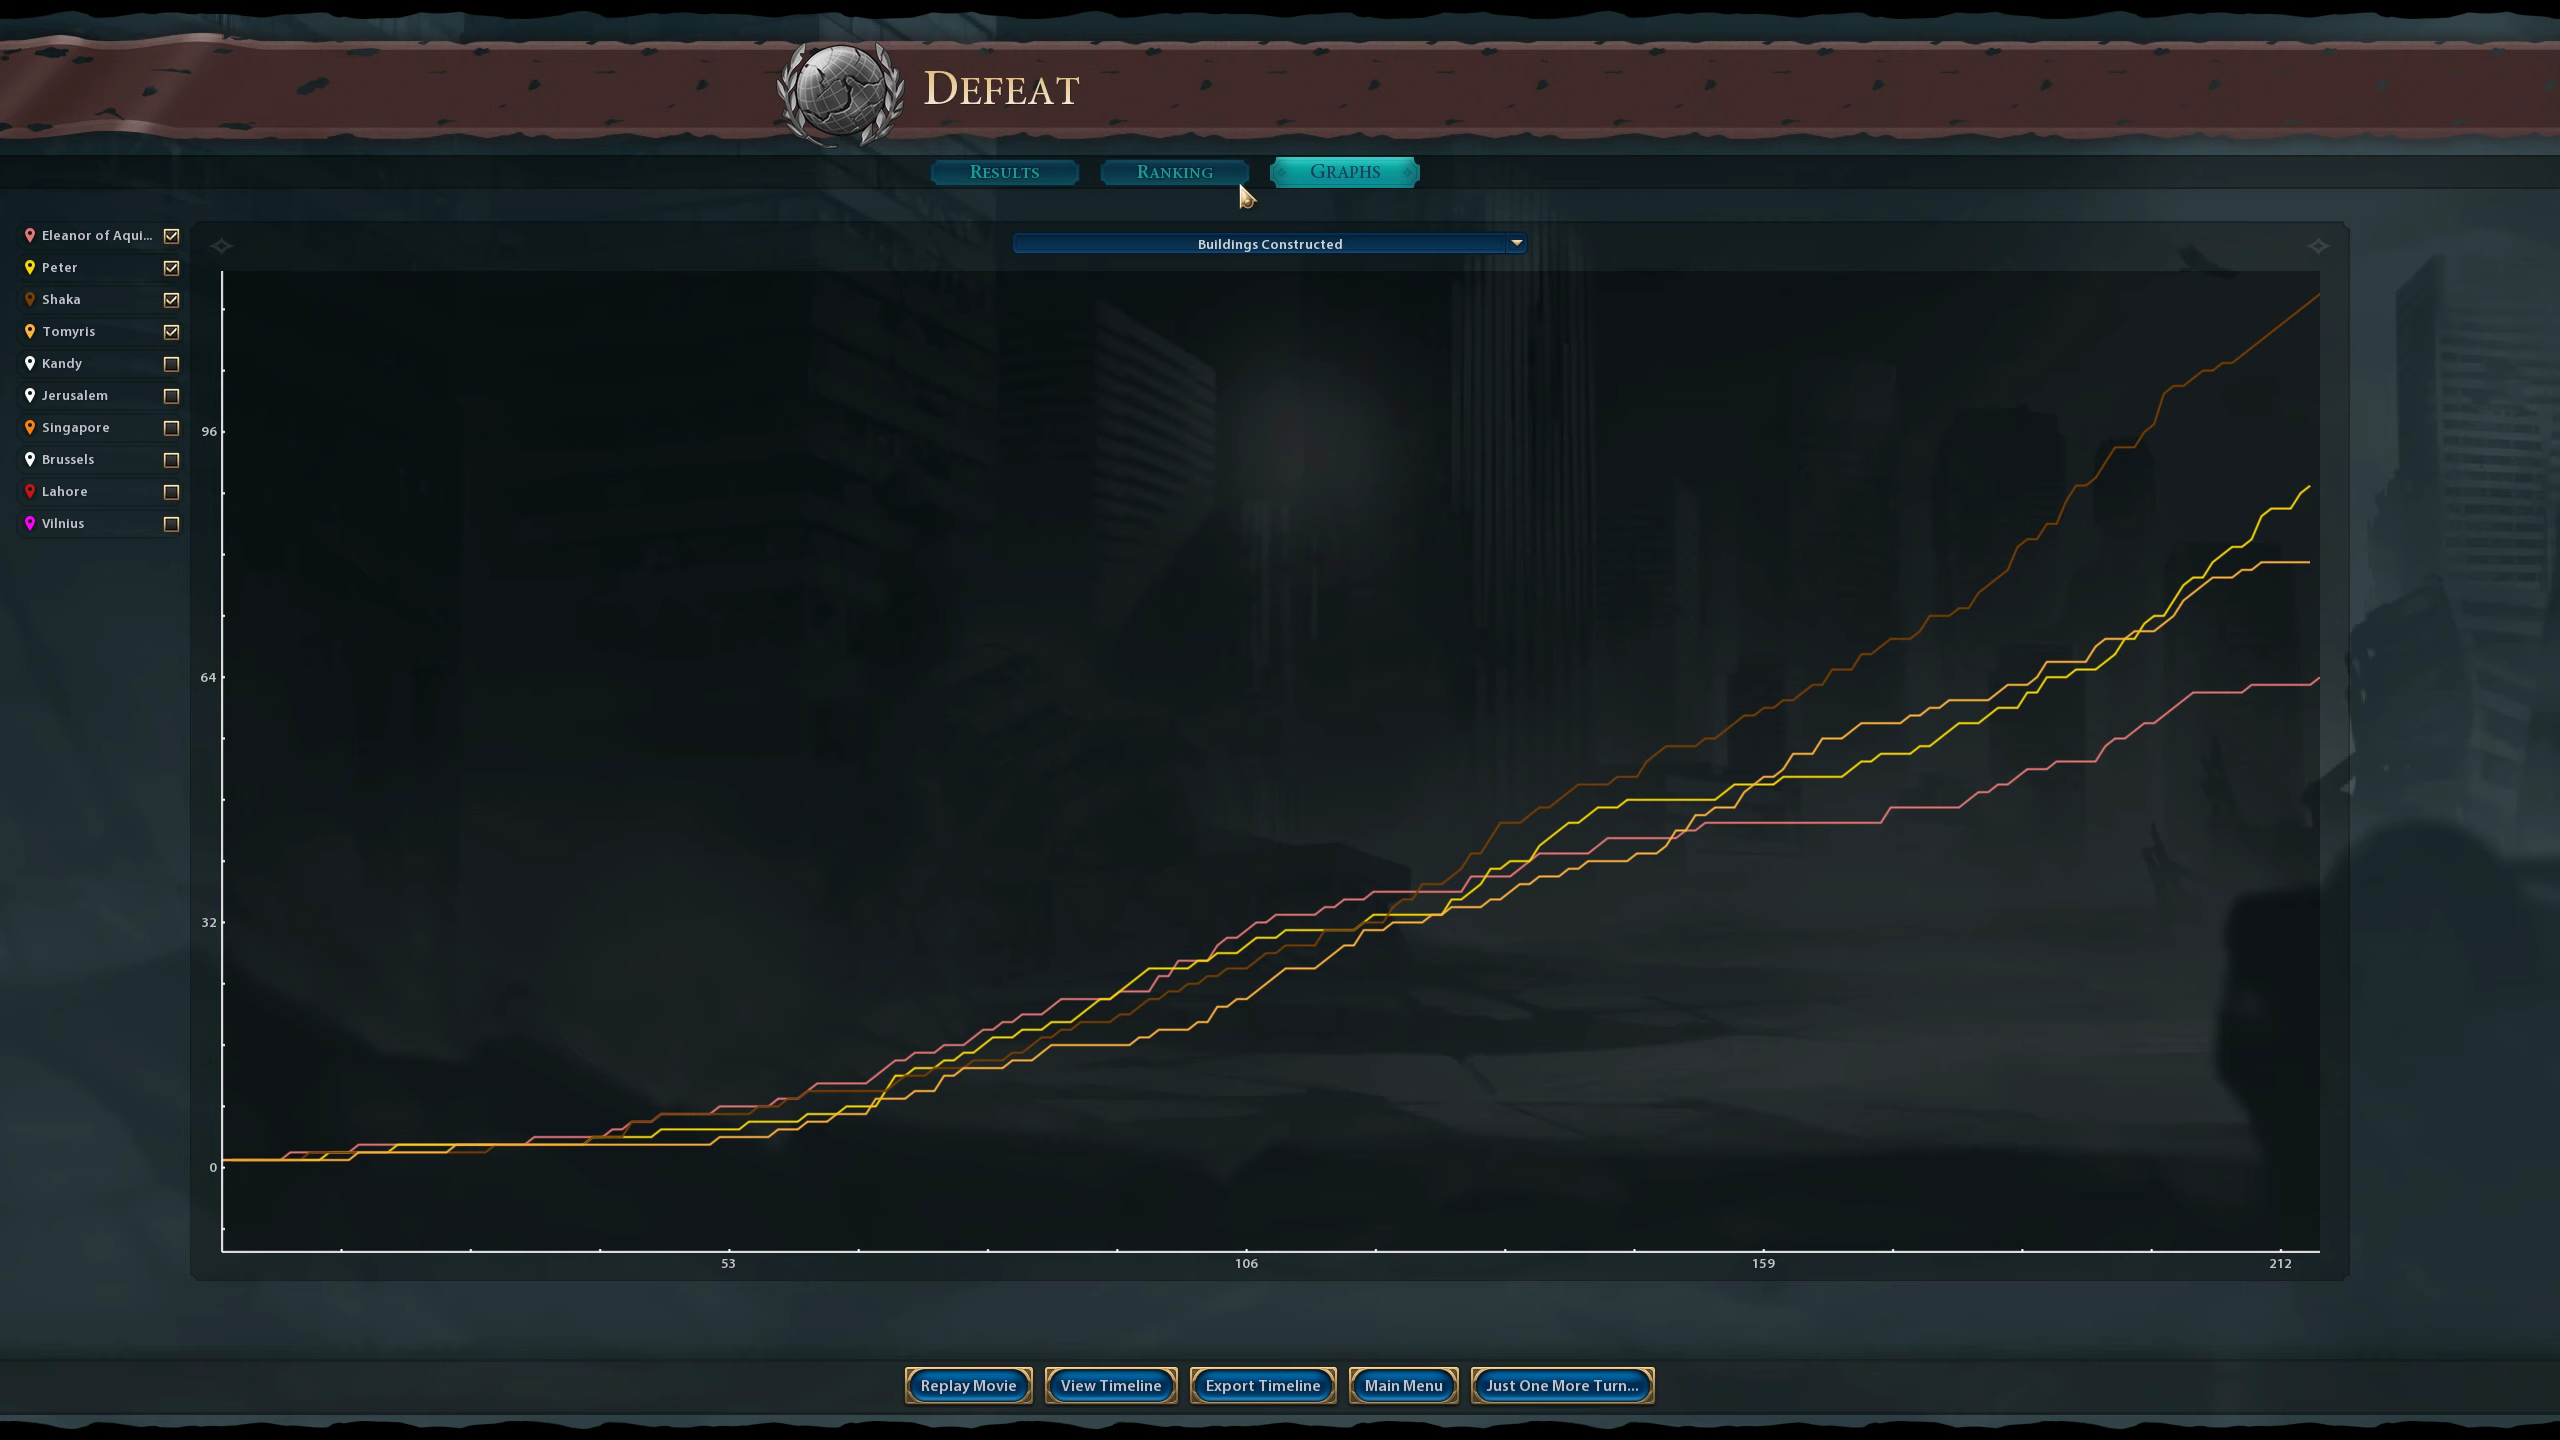 DEFEAT
RESULTS
RANKING
GRAPHS
Eleanor of Aqui...
Peter
Shaka
Tomyris
Kandy
Jerusalem
Singapore
Brussels
Lahore
Vilnius
Buildings Constructed
96
64
32
0
53
106
159
212
Replay Movie
View Timeline
Export Timeline
Main Menu
Just One More Turn...